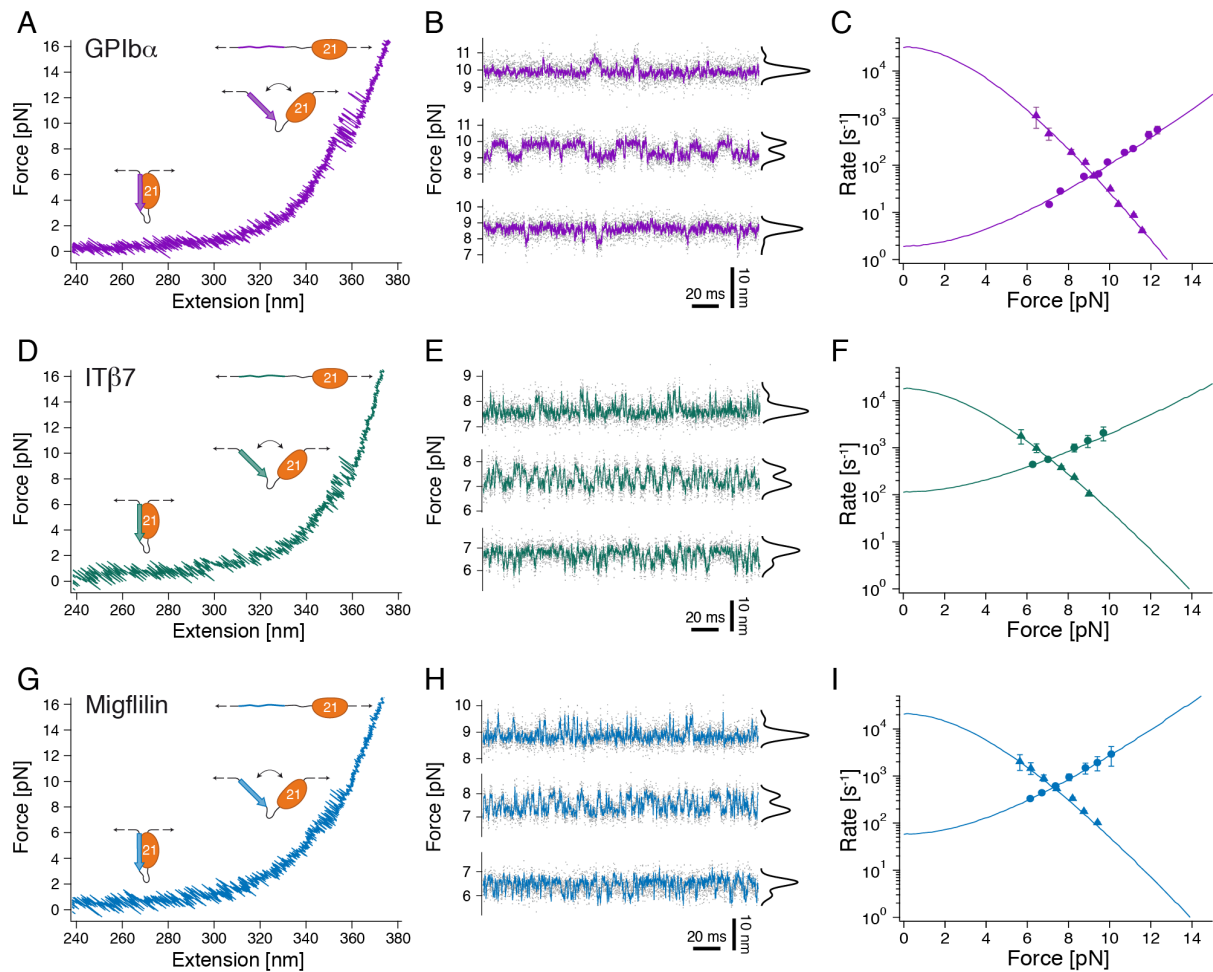 A
GPIbα
Force [pN]
16
14
12
10
8
6
4
2
0
21
21
21
240 260 280 300 320 340 360 380
Extension [nm]
B
Force [pN]
11
10
9
11
10
9
10
9
8
7
20 ms
10 nm
C
Rate [s⁻¹]
10⁴
10³
10²
10¹
10⁰
0 2 4 6 8 10 12 14
Force [pN]
D
ITβ7
Force [pN]
16
14
12
10
8
6
4
2
0
21
21
21
240 260 280 300 320 340 360 380
Extension [nm]
E
Force [pN]
9
8
7
8
7
6
7
6
20 ms
10 nm
F
Rate [s⁻¹]
10⁴
10³
10²
10¹
10⁰
0 2 4 6 8 10 12 14
Force [pN]
G
Migflilin
Force [pN]
16
14
12
10
8
6
4
2
0
21
21
21
240 260 280 300 320 340 360 380
Extension [nm]
H
Force [pN]
10
9
8
8
7
7
6
20 ms
10 nm
I
Rate [s⁻¹]
10⁴
10³
10²
10¹
10⁰
0 2 4 6 8 10 12 14
Force [pN]